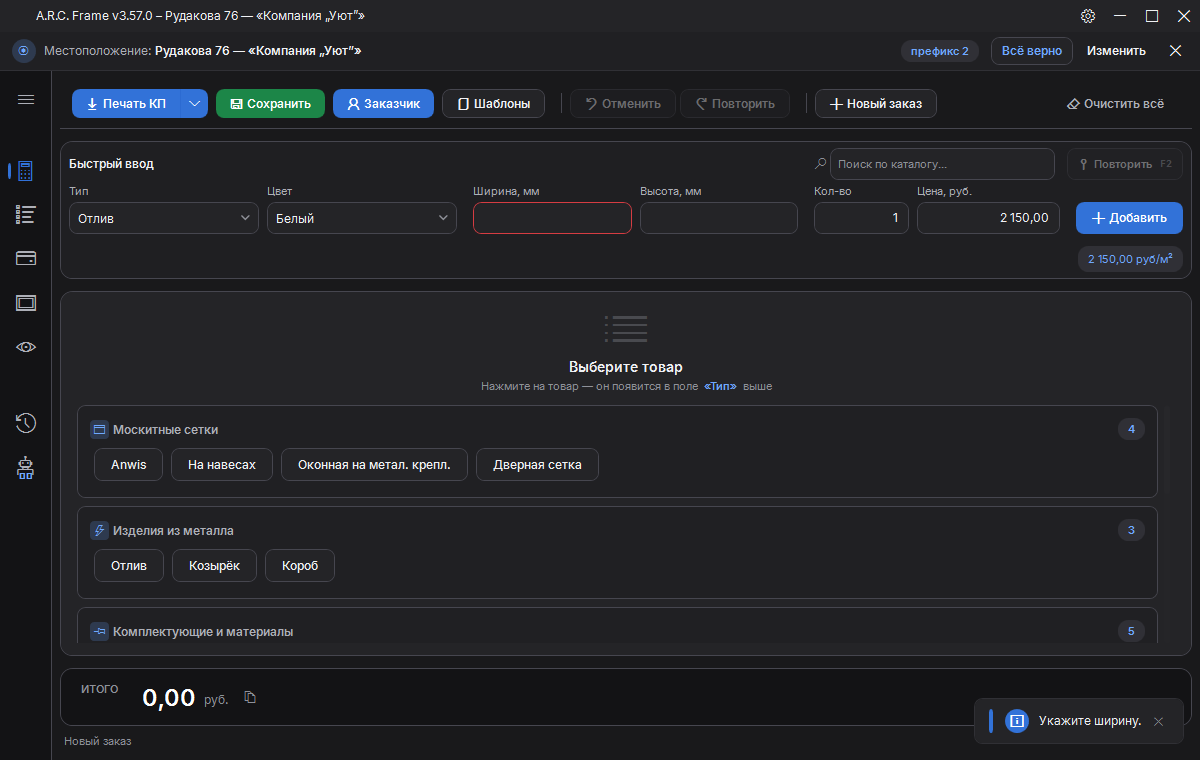 A.R.C. Frame v3.57.0 – Рудакова 76 — «Компания „Уют”»
Местоположение: Рудакова 76 — «Компания „Уют”» префикс 2 Всё верно Изменить
Печать КП Сохранить Заказчик Шаблоны Отменить Повторить Новый заказ Очистить всё
Быстрый ввод Поиск по каталогу... Повторить F2
Тип Цвет Ширина, мм Высота, мм Кол-во Цена, руб.
Отлив Белый 1 2 150,00 Добавить
2 150,00 руб/м²
Выберите товар
Нажмите на товар — он появится в поле «Тип» выше
Москитные сетки 4
Anwis На навесах Оконная на метал. крепл. Дверная сетка
Изделия из металла 3
Отлив Козырёк Короб
Комплектующие и материалы 5
ИТОГО 0,00 руб.
Укажите ширину.
Новый заказ